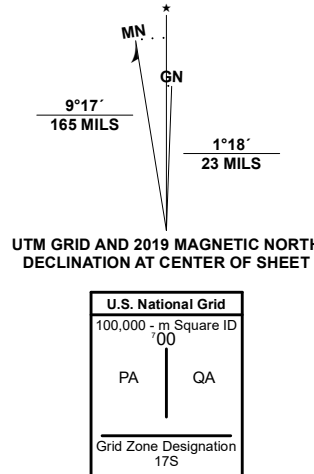 ★
MN
GN
9°17´
165 MILS
1°18´
23 MILS
UTM GRID AND 2019 MAGNETIC NORTH
DECLINATION AT CENTER OF SHEET
U.S. National Grid
100,000 - m Square ID
⁷00
PA QA
Grid Zone Designation
17S